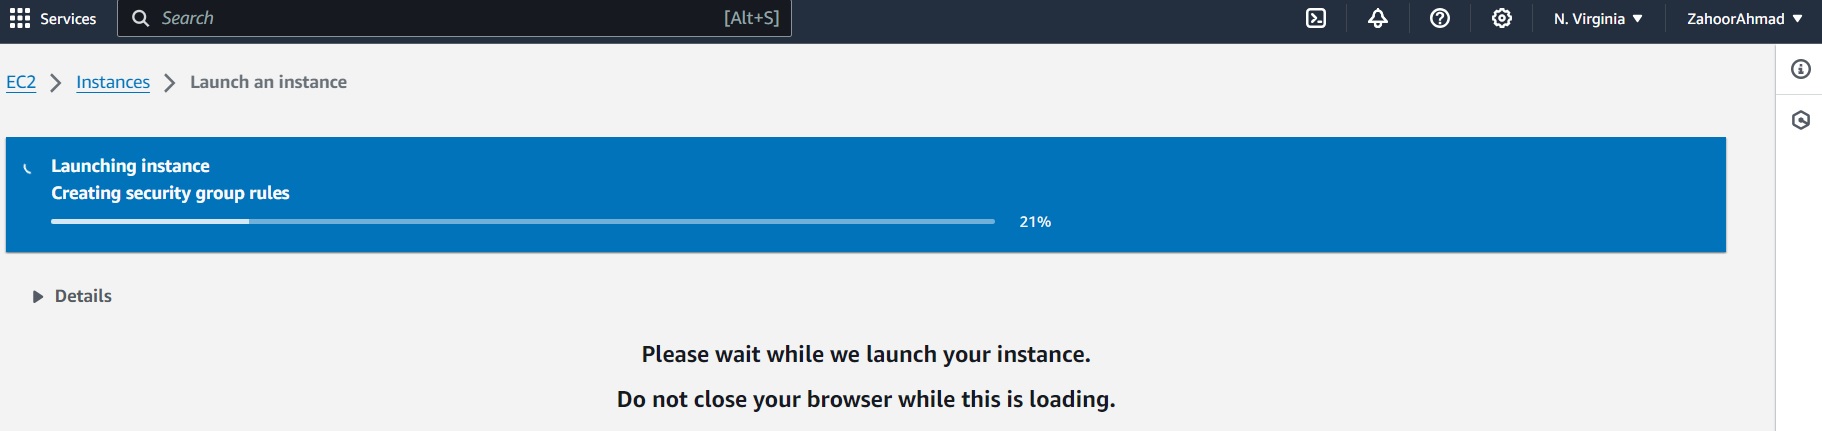 Services Search [Alt+S] N. Virginia ZahoorAhmad
EC2 Instances Launch an instance
Launching instance
Creating security group rules
21%
Details
Please wait while we launch your instance.
Do not close your browser while this is loading.